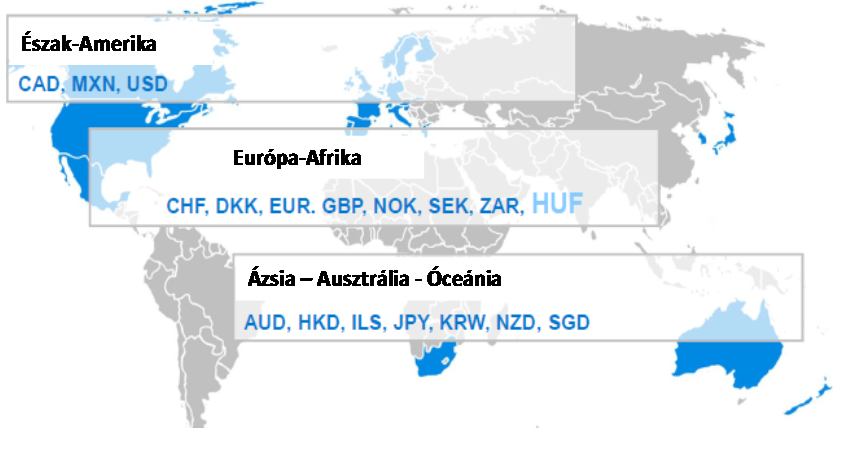 Észak-Amerika
CAD, MXN, USD
Európa-Afrika
CHF, DKK, EUR. GBP, NOK, SEK, ZAR, HUF
Ázsia – Ausztrália - Óceánia
AUD, HKD, ILS, JPY, KRW, NZD, SGD